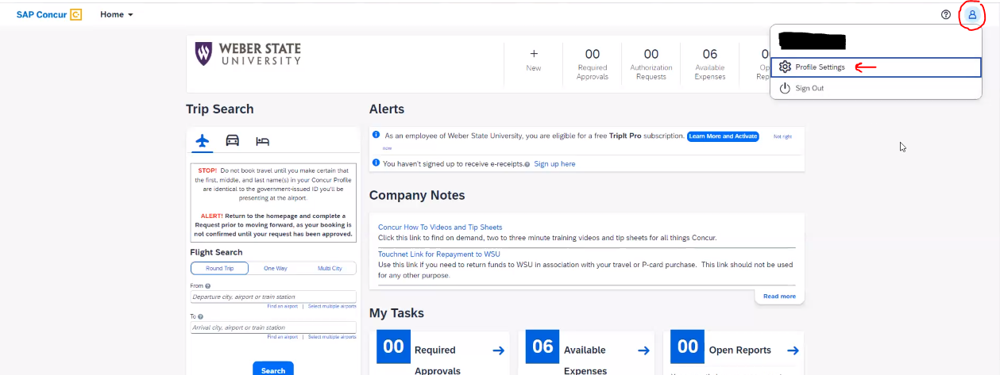 SAP Concur C
Home
WEBER STATE
UNIVERSITY
+
New
00
Required
Approvals
00
Authorization
Requests
06
Available
Expenses
Profile Settings
Sign Out
Trip Search
STOP! Do not book travel until you make certain that
the first, middle, and last name(s) in your Concur Profile
are identical to the government-issued ID you'll be
presenting at the airport.
ALERT! Return to the homepage and complete a
Request prior to moving forward, as your booking is
not confirmed until your request has been approved.
Flight Search
Round Trip One Way Multi City
From ?
Departure city, airport or train station
Find an airport | Select multiple airports
To ?
Arrival city, airport or train station
Find an airport | Select multiple airports
Search
Alerts
As an employee of Weber State University, you are eligible for a free TripIt Pro subscription. Learn More and Activate Not right
now
You haven't signed up to receive e-receipts. Sign up here
Company Notes
Concur How To Videos and Tip Sheets
Click this link to find on demand, two to three minute training videos and tip sheets for all things Concur.
Touchnet Link for Repayment to WSU
Use this link if you need to return funds to WSU in association with your travel or P-card purchase. This link should not be used
for any other purpose.
Read more
My Tasks
00 Required
Approvals
06 Available
Expenses
00 Open Reports